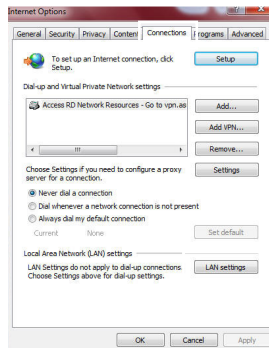 Internet Options
General Security Privacy Content Connections Programs Advanced
To set up an Internet connection, click
Setup.
Setup
Dial-up and Virtual Private Network settings
Access RD Network Resources - Go to vpn.as
Add...
Add VPN...
Remove...
Choose Settings if you need to configure a proxy
server for a connection.
Settings
Never dial a connection
Dial whenever a network connection is not present
Always dial my default connection
Current None
Set default
Local Area Network (LAN) settings
LAN Settings do not apply to dial-up connections.
Choose Settings above for dial-up settings.
LAN settings
OK Cancel Apply